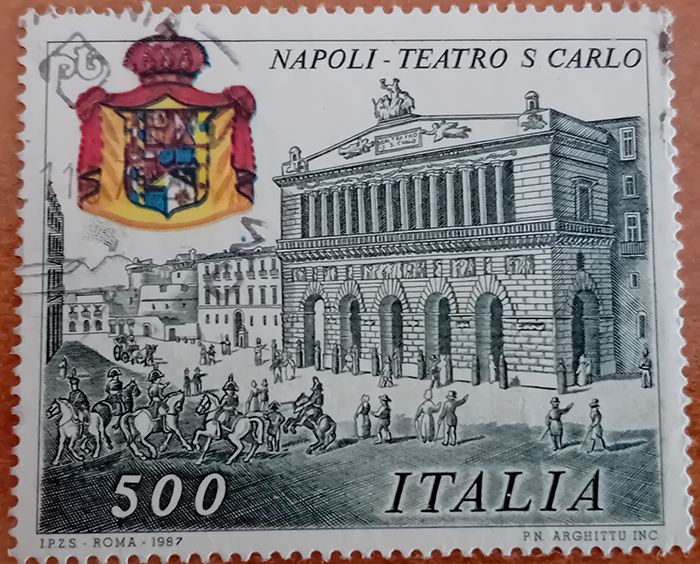 NAPOLI - TEATRO S CARLO
500 ITALIA
I.P.Z.S. - ROMA - 1987
P.N. ARGHITTU INC.